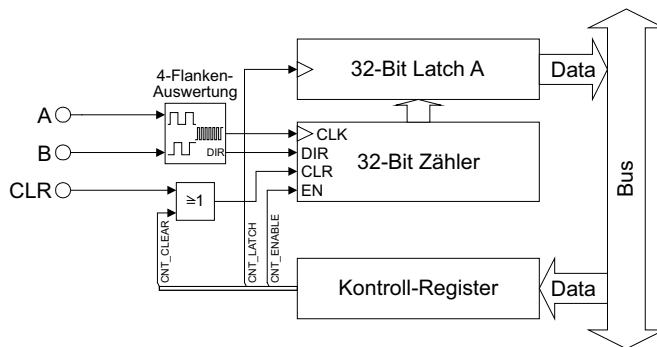 4-Flanken-
Auswertung
32-Bit Latch A
Data
A
B
DIR
CLK
DIR
CLR
EN
32-Bit Zähler
CLR
≥1
CNT_CLEAR
CNT_LATCH
CNT_ENABLE
Bus
Kontroll-Register
Data